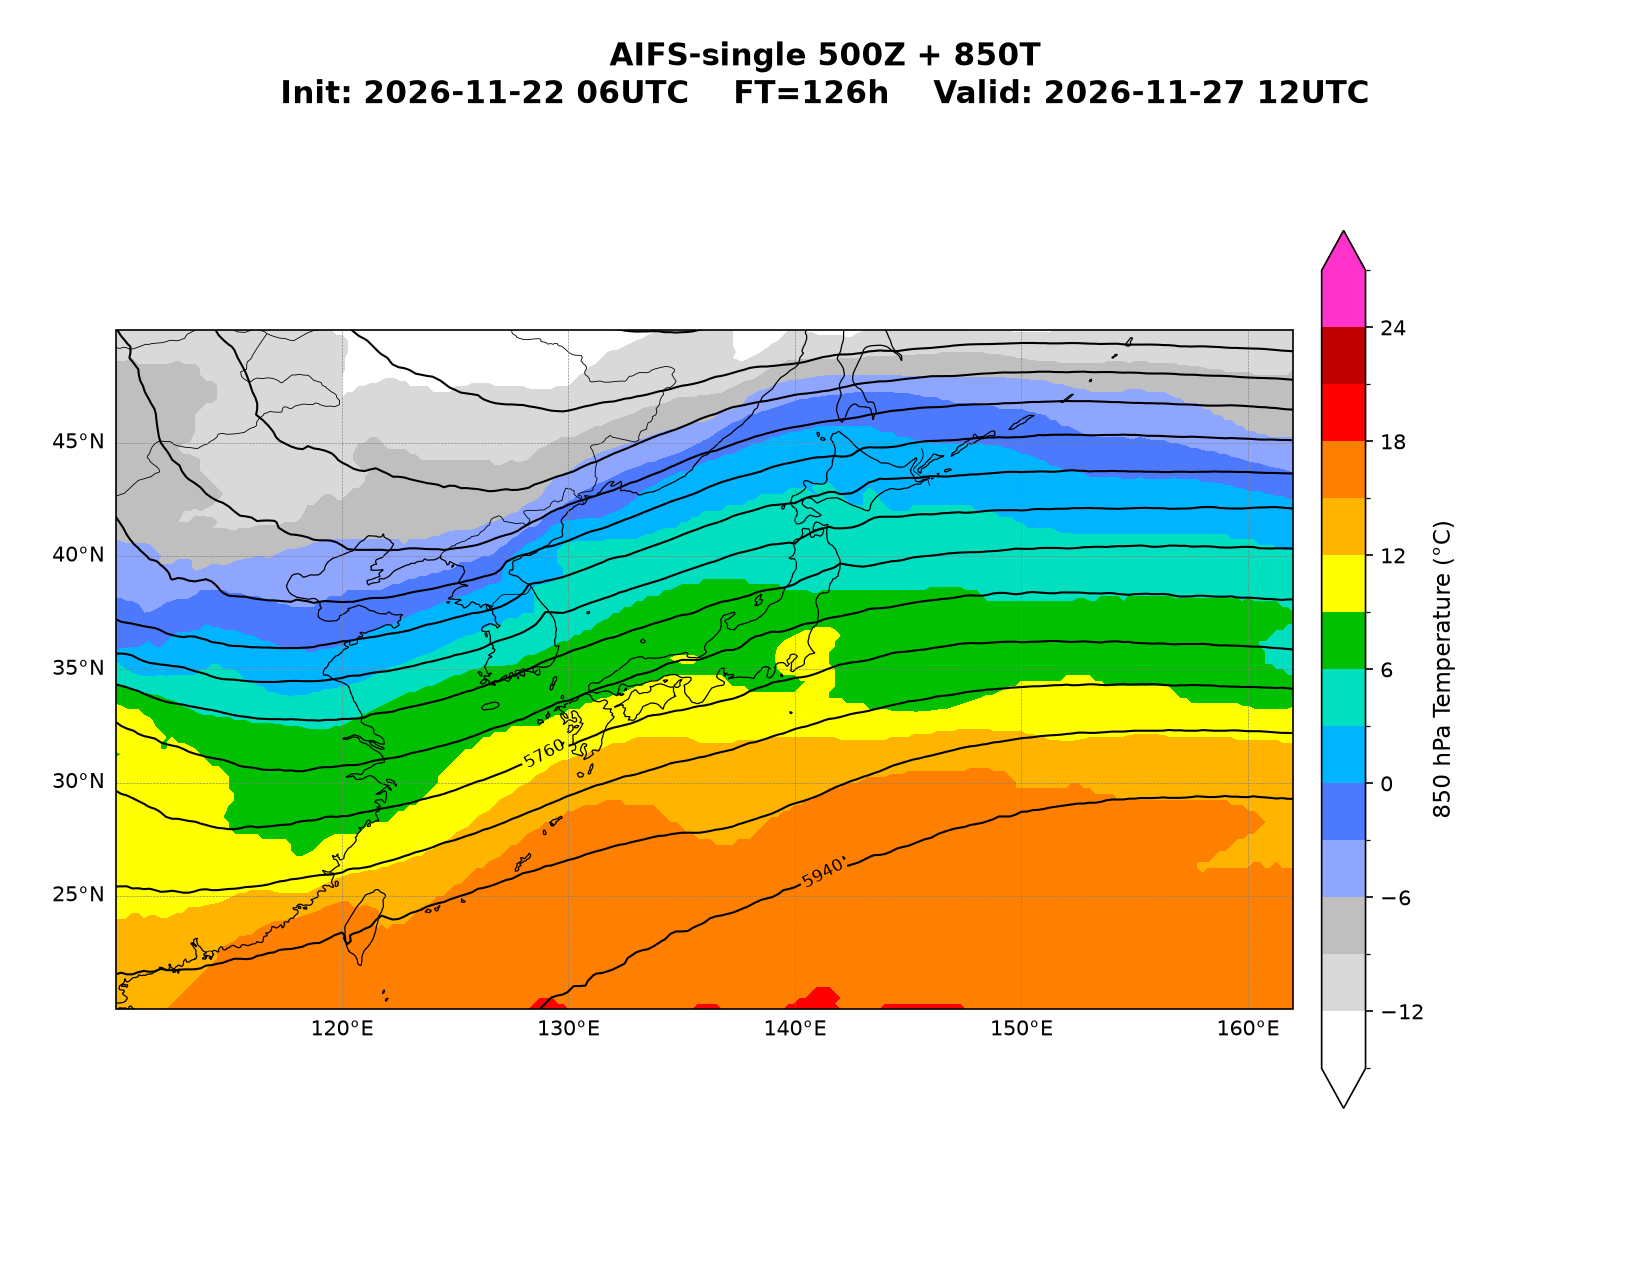 AIFS-single 500Z + 850T
Init: 2026-11-22 06UTC    FT=126h    Valid: 2026-11-27 12UTC
45°N
40°N
35°N
30°N
25°N
120°E
130°E
140°E
150°E
160°E
5760
5940
24
18
12
6
0
−6
−12
850 hPa Temperature (°C)